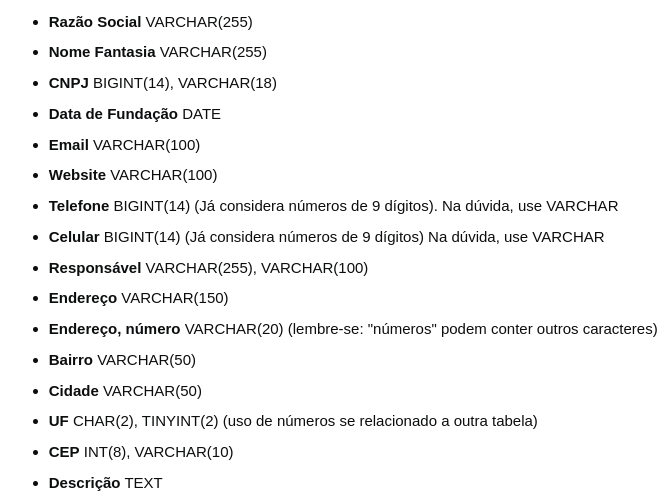 • Razão Social VARCHAR(255)
• Nome Fantasia VARCHAR(255)
• CNPJ BIGINT(14), VARCHAR(18)
• Data de Fundação DATE
• Email VARCHAR(100)
• Website VARCHAR(100)
• Telefone BIGINT(14) (Já considera números de 9 dígitos). Na dúvida, use VARCHAR
• Celular BIGINT(14) (Já considera números de 9 dígitos) Na dúvida, use VARCHAR
• Responsável VARCHAR(255), VARCHAR(100)
• Endereço VARCHAR(150)
• Endereço, número VARCHAR(20) (lembre-se: "números" podem conter outros caracteres)
• Bairro VARCHAR(50)
• Cidade VARCHAR(50)
• UF CHAR(2), TINYINT(2) (uso de números se relacionado a outra tabela)
• CEP INT(8), VARCHAR(10)
• Descrição TEXT